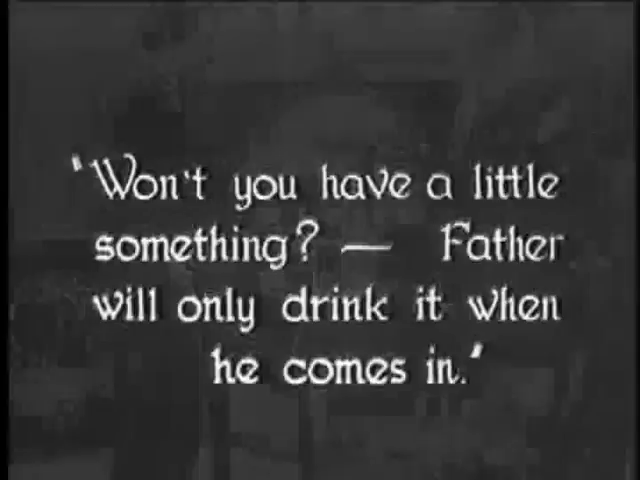 "Won't you have a little
something? — Father
will only drink it when
he comes in."